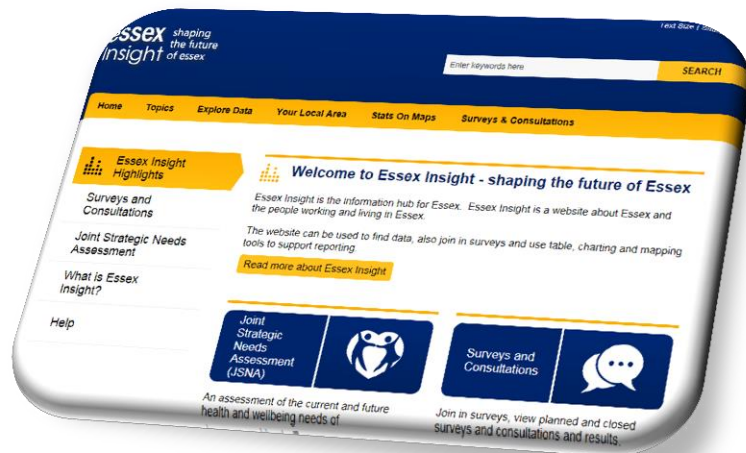 essex shaping
the future
insight of essex
Text Size |
Enter keywords here
SEARCH
Home Topics Explore Data Your Local Area Stats On Maps Surveys & Consultations
Essex Insight
Highlights
Surveys and
Consultations
Joint Strategic Needs
Assessment
What is Essex
Insight?
Help
Welcome to Essex Insight - shaping the future of Essex
Essex Insight is the information hub for Essex. Essex Insight is a website about Essex and
the people working and living in Essex.
The website can be used to find data, also join in surveys and use table, charting and mapping
tools to support reporting.
Read more about Essex Insight
Joint
Strategic
Needs
Assessment
(JSNA)
An assessment of the current and future
health and wellbeing needs of
Surveys and
Consultations
Join in surveys, view planned and closed
surveys and consultations and results.